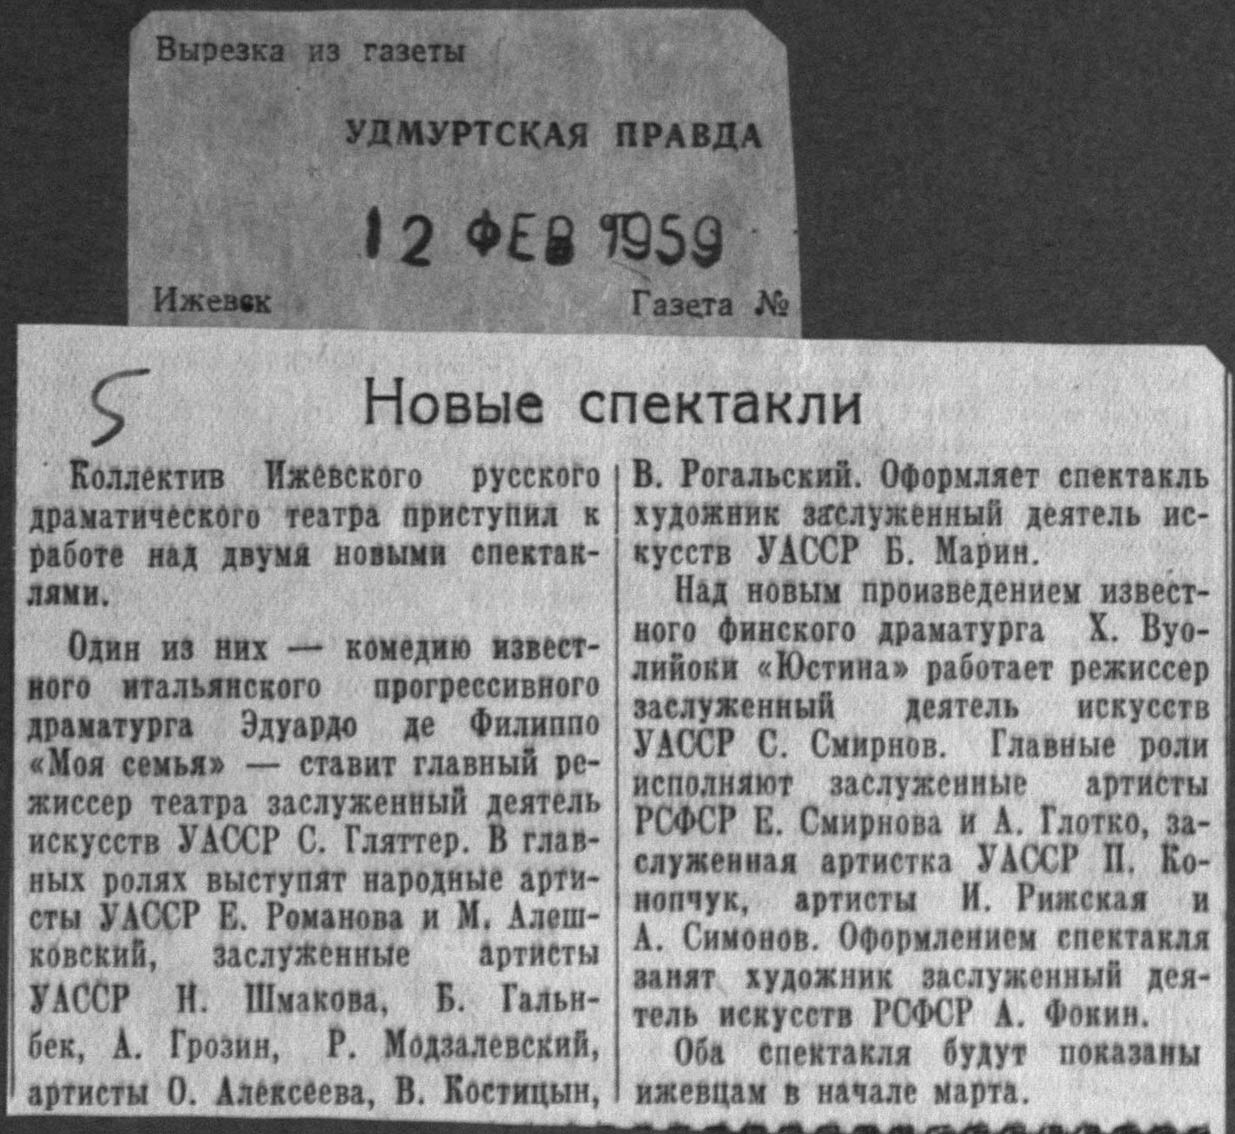 Вырезка из газеты
УДМУРТСКАЯ ПРАВДА
12 ФЕВ 1959
Ижевск Газета №
5
Новые спектакли
Коллектив Ижевского русского
драматического театра приступил к
работе над двумя новыми спектак-
лями.
Один из них — комедию извест-
ного итальянского прогрессивного
драматурга Эдуардо де Филиппо
«Моя семья» — ставит главный ре-
жиссер театра заслуженный деятель
искусств УАССР С. Гляттер. В глав-
ных ролях выступят народные арти-
сты УАССР Е. Романова и М. Алеш-
ковский, заслуженные артисты
УАССР Н. Шмакова, Б. Гальн-
бек, А. Грозин, Р. Модзалевский,
артисты О. Алексеева, В. Костицын,
В. Рогальский. Оформляет спектакль
художник заслуженный деятель ис-
кусств УАССР Б. Марин.
Над новым произведением извест-
ного финского драматурга Х. Вуо-
лийоки «Юстина» работает режиссер
заслуженный деятель искусств
УАССР С. Смирнов. Главные роли
исполняют заслуженные артисты
РСФСР Е. Смирнова и А. Глотко, за-
служенная артистка УАССР П. Ко-
нопчук, артисты И. Рижская и
А. Симонов. Оформлением спектакля
занят художник заслуженный дея-
тель искусств РСФСР А. Фокин.
Оба спектакля будут показаны
ижевцам в начале марта.